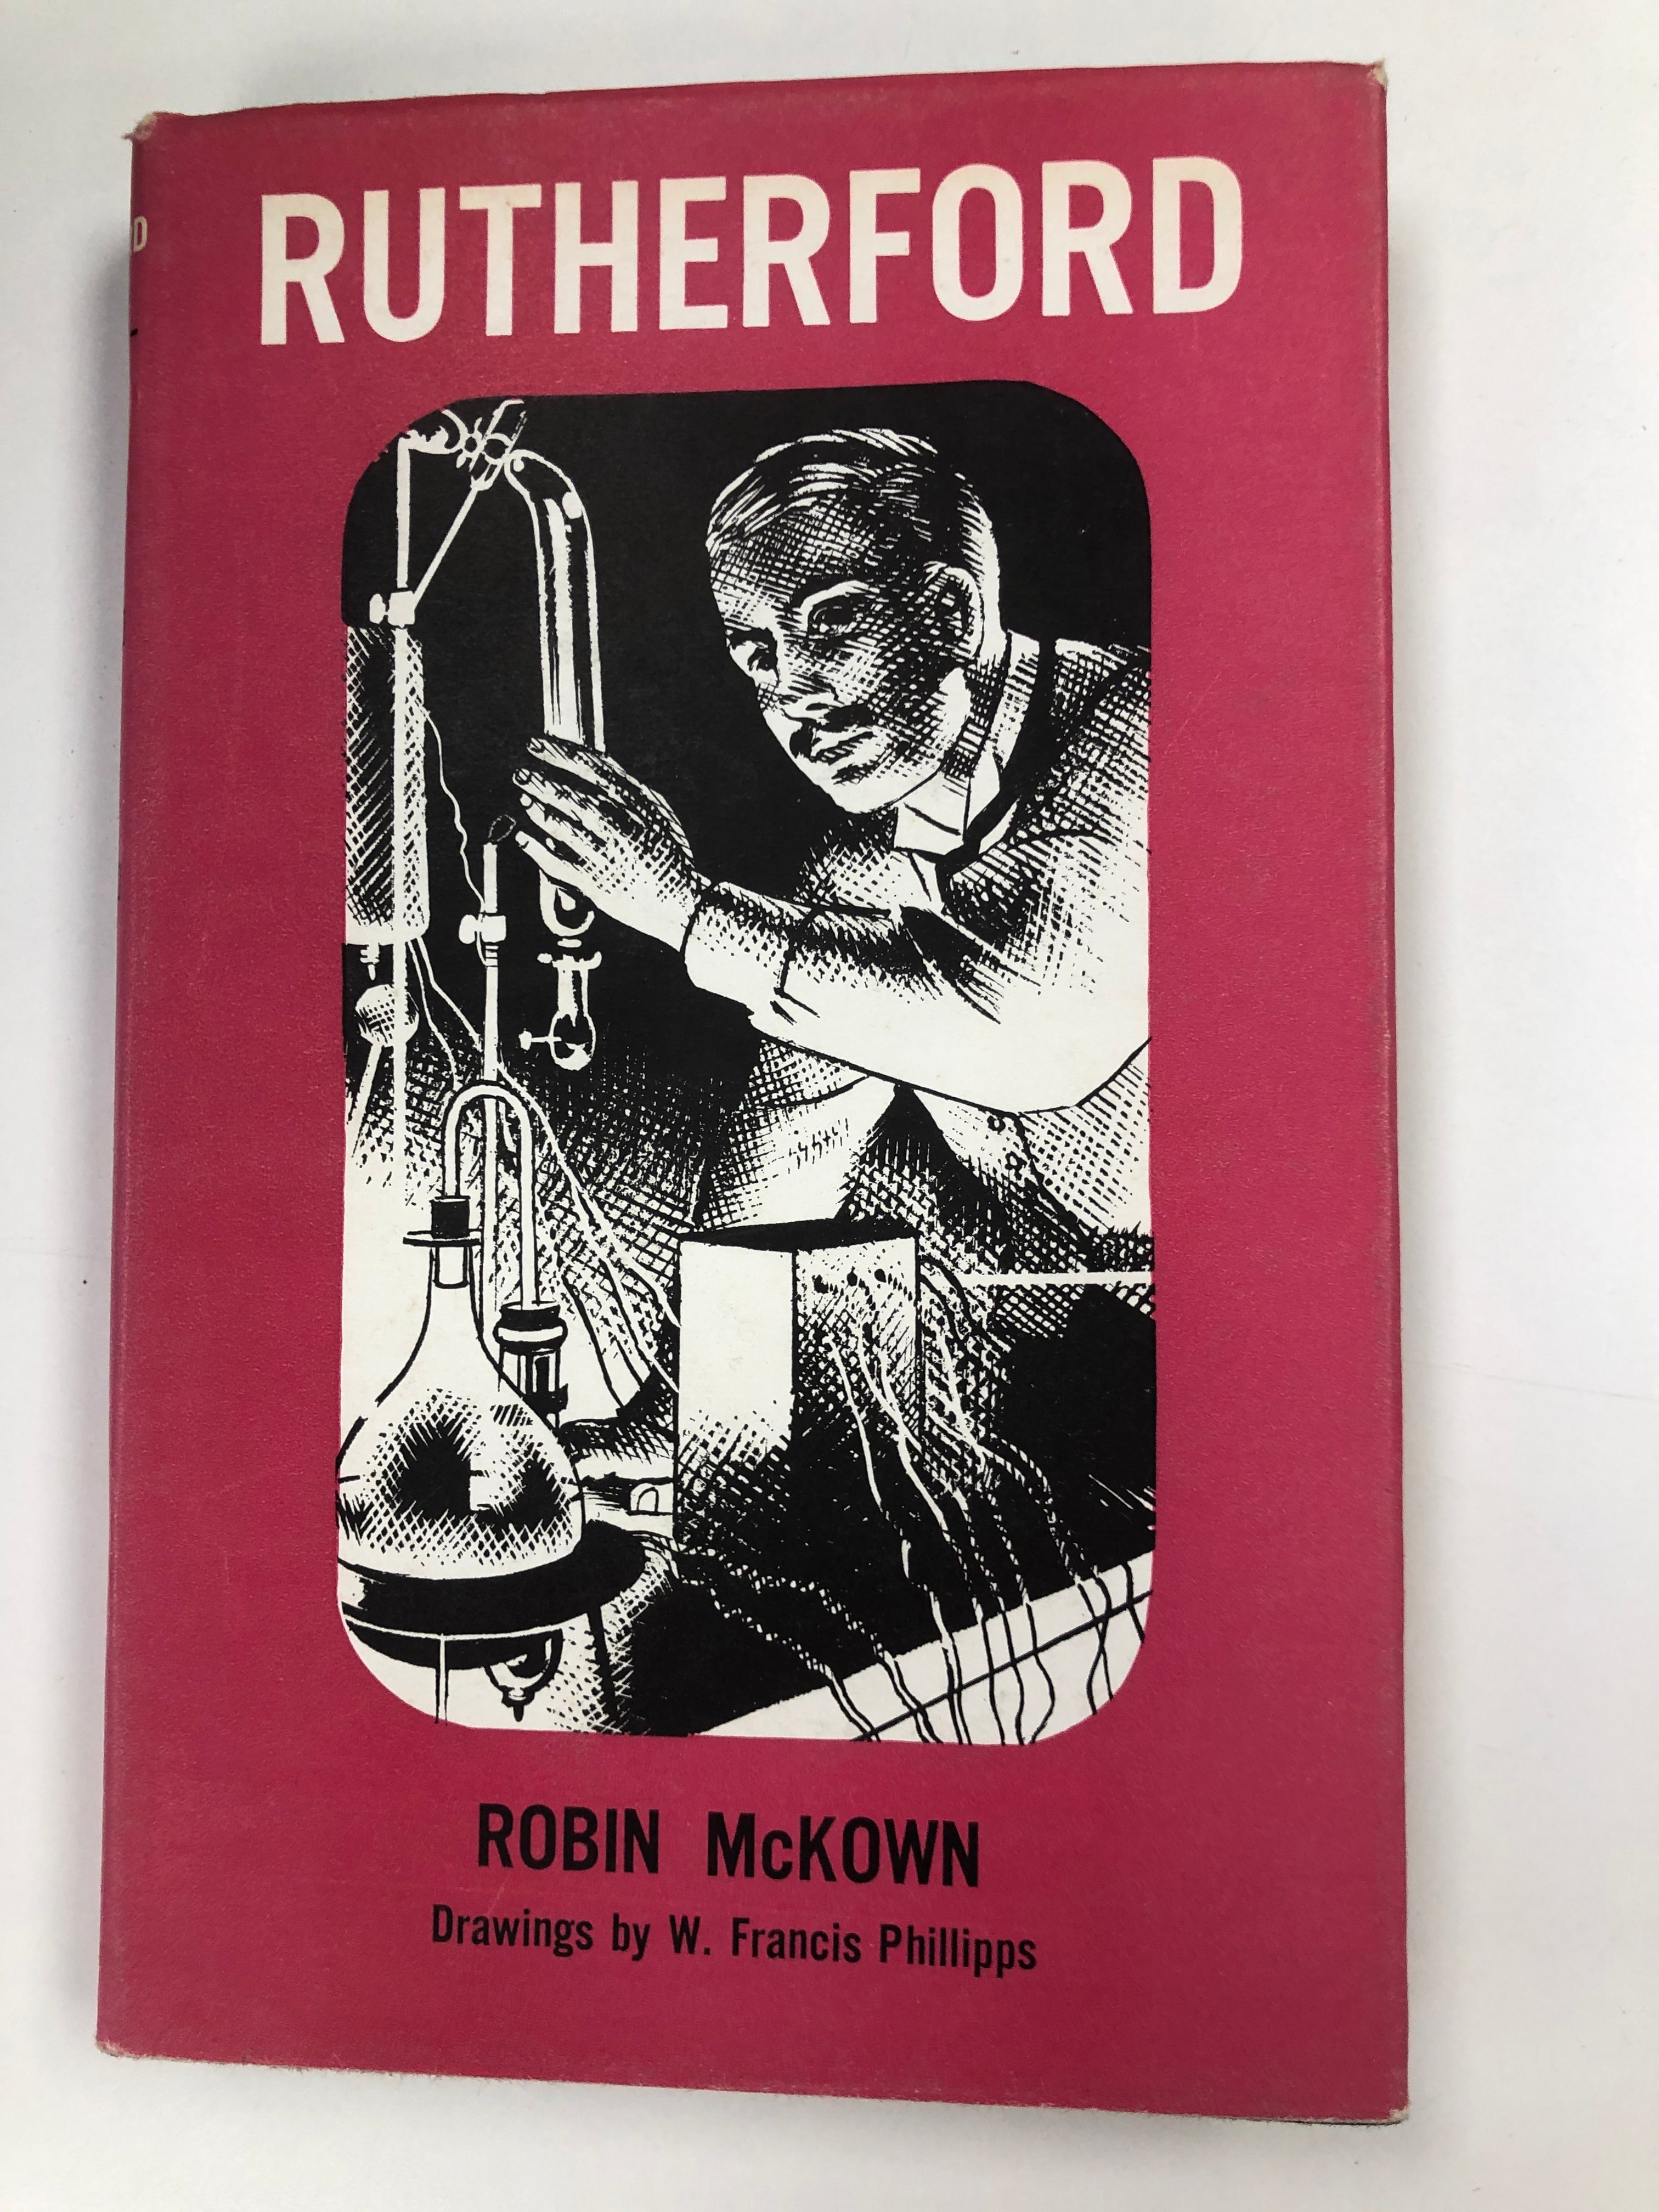 RUTHERFORD
ROBIN McKOWN
Drawings by W. Francis Phillipps